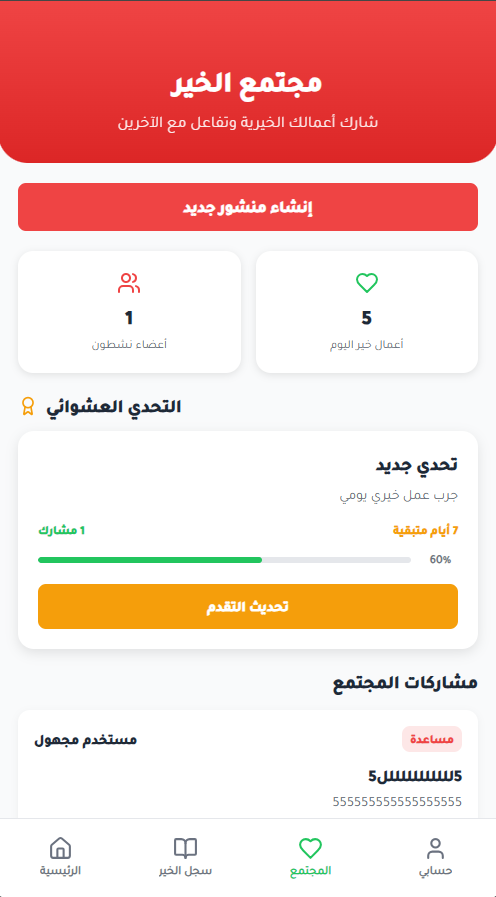 مجتمع الخير
شارك أعمالك الخيرية وتفاعل مع الآخرين
إنشاء منشور جديد
5
أعمال خير اليوم
1
أعضاء نشطون
التحدي العشوائي
تحدي جديد
جرب عمل خيري يومي
7 أيام متبقية
1 مشارك
60%
تحديث التقدم
مشاركات المجتمع
مساعدة
مستخدم مجهول
555555555555555555
حسابي
المجتمع
سجل الخير
الرئيسية